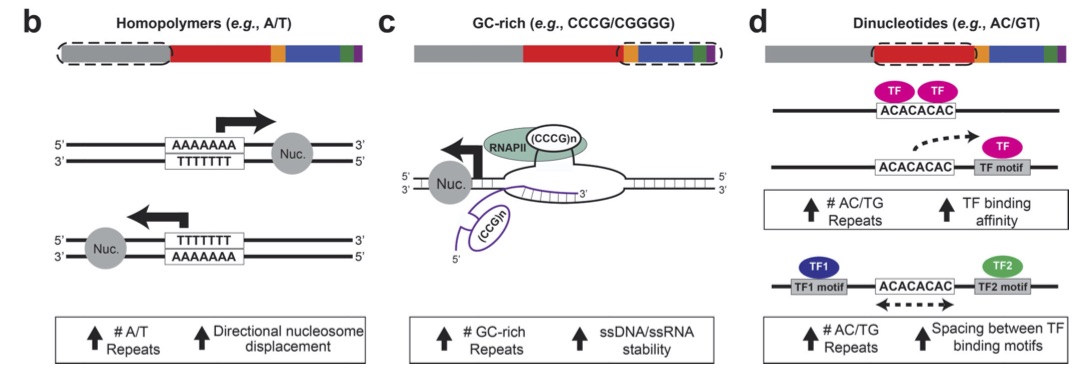 b
Homopolymers (e.g., A/T)
5' AAAAAAA 3'
3' TTTTTTT 5'
Nuc.
5' TTTTTTT 3'
3' AAAAAAA 5'
Nuc.
# A/T
Repeats
Directional nucleosome
displacement
c
GC-rich (e.g., CCCG/CGGGG)
(CCCG)n
RNAPII
5' 5'
3' 3'
Nuc.
3'
(CCG)n
5'
# GC-rich
Repeats
ssDNA/ssRNA
stability
d
Dinucleotides (e.g., AC/GT)
TF TF
ACACACAC
TF
ACACACAC TF motif
# AC/TG
Repeats
TF binding
affinity
TF1 TF2
TF1 motif ACACACAC TF2 motif
# AC/TG
Repeats
Spacing between TF
binding motifs